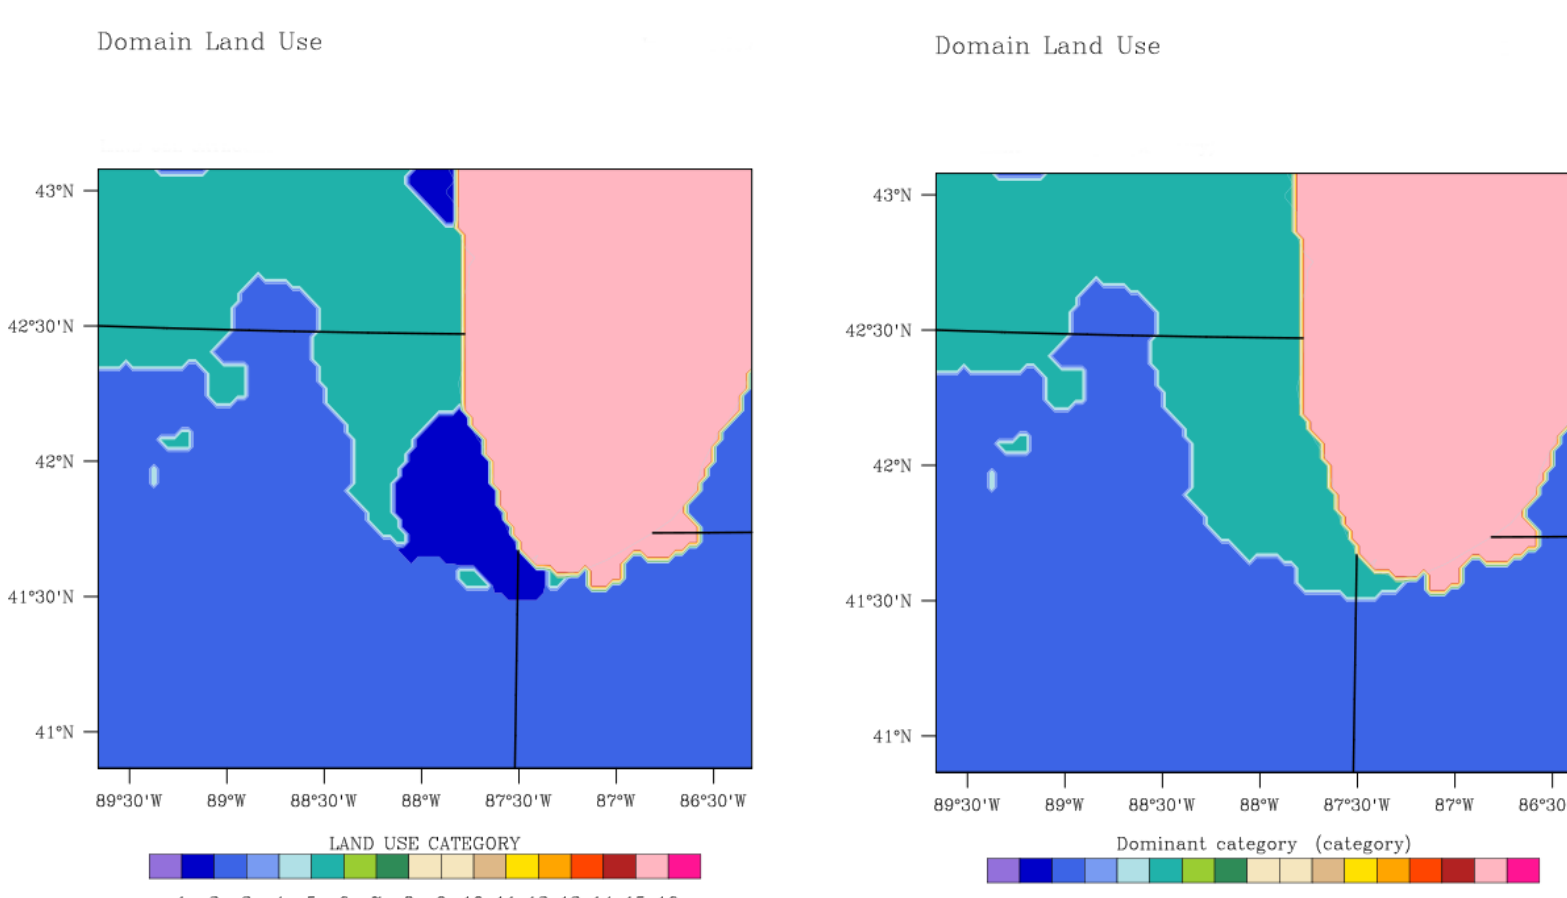 Domain Land Use
43°N
42°30'N
42°N
41°30'N
41°N
89°30'W 89°W 88°30'W 88°W 87°30'W 87°W 86°30'W
LAND USE CATEGORY
Domain Land Use
43°N
42°30'N
42°N
41°30'N
41°N
89°30'W 89°W 88°30'W 88°W 87°30'W 87°W 86°30
Dominant category (category)